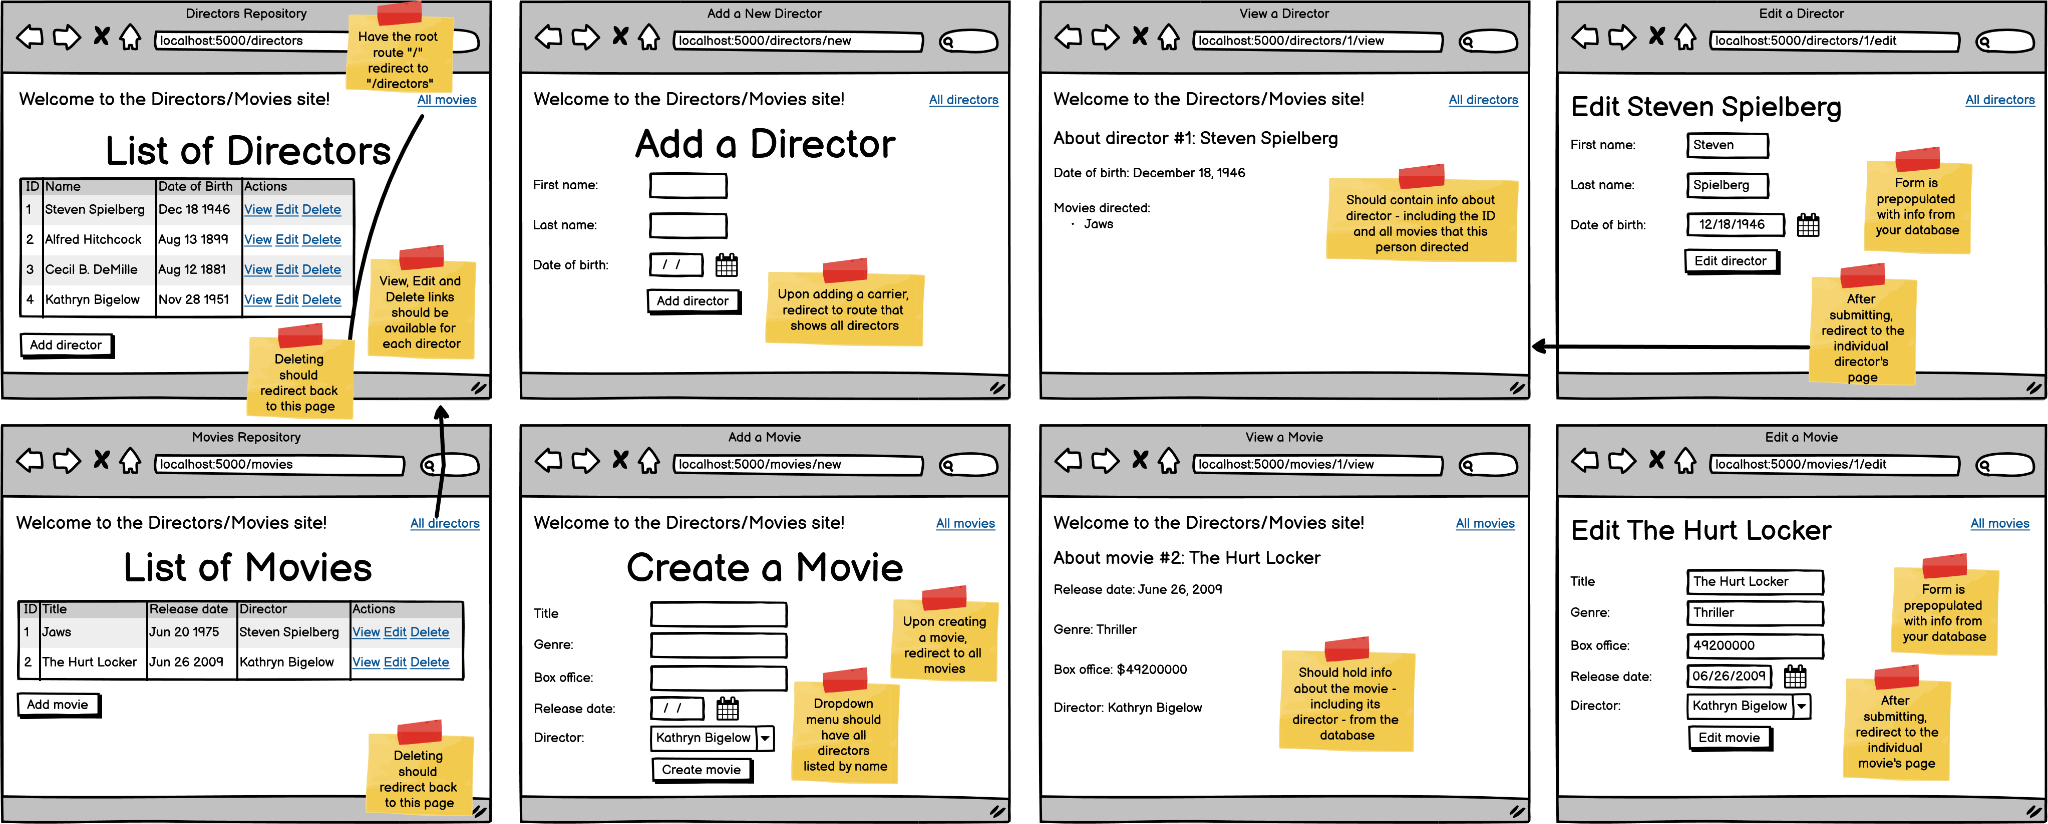 Directors Repository
localhost:5000/directors
Have the root
route "/"
redirect to
"/directors"
Welcome to the Directors/Movies site!
All movies
List of Directors
ID Name Date of Birth Actions
1 Steven Spielberg Dec 18 1946 View Edit Delete
2 Alfred Hitchcock Aug 13 1899 View Edit Delete
3 Cecil B. DeMille Aug 12 1881 View Edit Delete
4 Kathryn Bigelow Nov 28 1951 View Edit Delete
View, Edit and
Delete links
should be
available for
each director
Add director
Deleting
should
redirect back
to this page
Add a New Director
localhost:5000/directors/new
Welcome to the Directors/Movies site!
All directors
Add a Director
First name:
Last name:
Date of birth: / /
Add director
Upon adding a carrier,
redirect to route that
shows all directors
View a Director
localhost:5000/directors/1/view
Welcome to the Directors/Movies site!
All directors
About director #1: Steven Spielberg
Date of birth: December 18, 1946
Movies directed:
· Jaws
Should contain info about
director - including the ID
and all movies that this
person directed
Edit a Director
localhost:5000/directors/1/edit
Edit Steven Spielberg
All directors
First name: Steven
Last name: Spielberg
Date of birth: 12/18/1946
Edit director
Form is
prepopulated
with info from
your database
After
submitting,
redirect to the
individual
director's
page
Movies Repository
localhost:5000/movies
Welcome to the Directors/Movies site!
All directors
List of Movies
ID Title Release date Director Actions
1 Jaws Jun 20 1975 Steven Spielberg View Edit Delete
2 The Hurt Locker Jun 26 2009 Kathryn Bigelow View Edit Delete
Add movie
Deleting
should
redirect back
to this page
Add a Movie
localhost:5000/movies/new
Welcome to the Directors/Movies site!
All movies
Create a Movie
Title
Genre:
Box office:
Release date: / /
Director: Kathryn Bigelow
Create movie
Upon creating
a movie,
redirect to all
movies
Dropdown
menu should
have all
directors
listed by name
View a Movie
localhost:5000/movies/1/view
Welcome to the Directors/Movies site!
All movies
About movie #2: The Hurt Locker
Release date: June 26, 2009
Genre: Thriller
Box office: $49200000
Director: Kathryn Bigelow
Should hold info
about the movie -
including its
director - from the
database
Edit a Movie
localhost:5000/movies/1/edit
Edit The Hurt Locker
All movies
Title The Hurt Locker
Genre: Thriller
Box office: 49200000
Release date: 06/26/2009
Director: Kathryn Bigelow
Edit movie
Form is
prepopulated
with info from
your database
After
submitting,
redirect to the
individual
movie's page